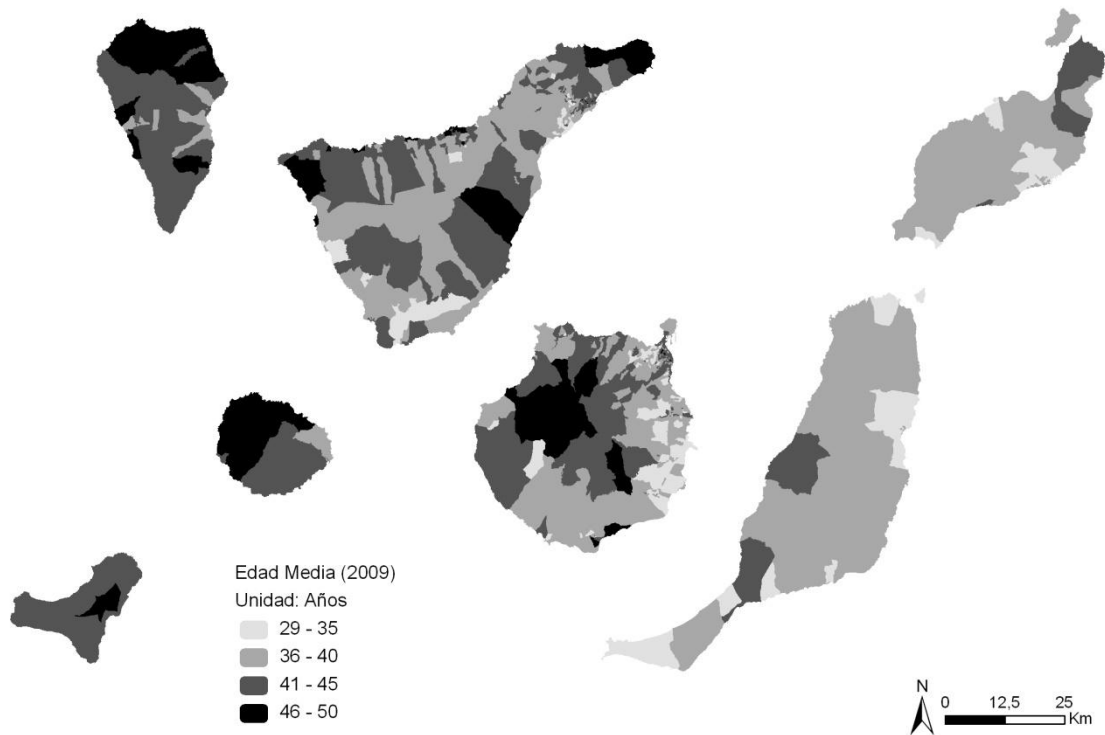 Edad Media (2009)
Unidad: Años
29 - 35
36 - 40
41 - 45
46 - 50
N
0 12,5 25
Km